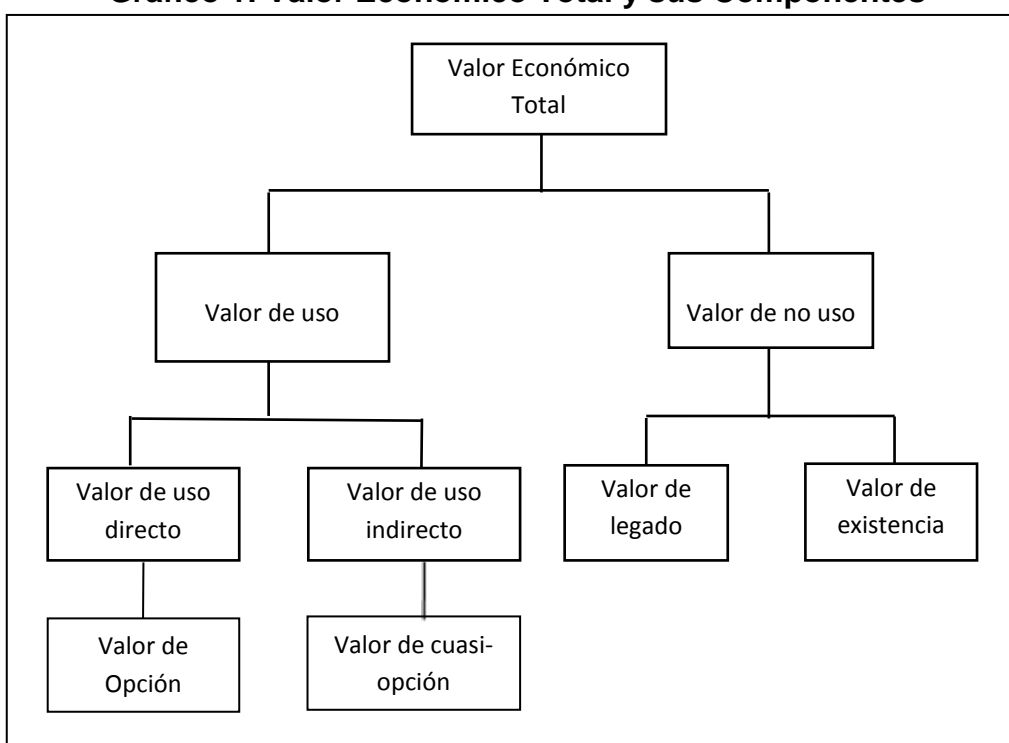 Gráfico 1: Valor Económico Total y sus Componentes
Valor Económico
Total
Valor de uso
Valor de no uso
Valor de uso
directo
Valor de uso
indirecto
Valor de
legado
Valor de
existencia
Valor de
Opción
Valor de cuasi-
opción